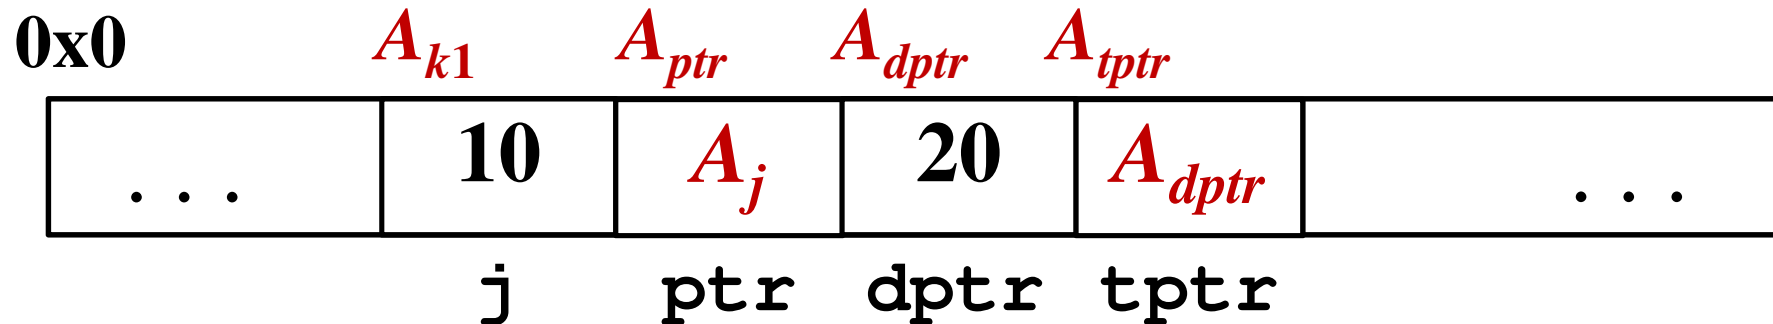 0x0 A_k1 A_ptr A_dptr A_tptr
. . . 10 A_j 20 A_dptr . . .
j ptr dptr tptr